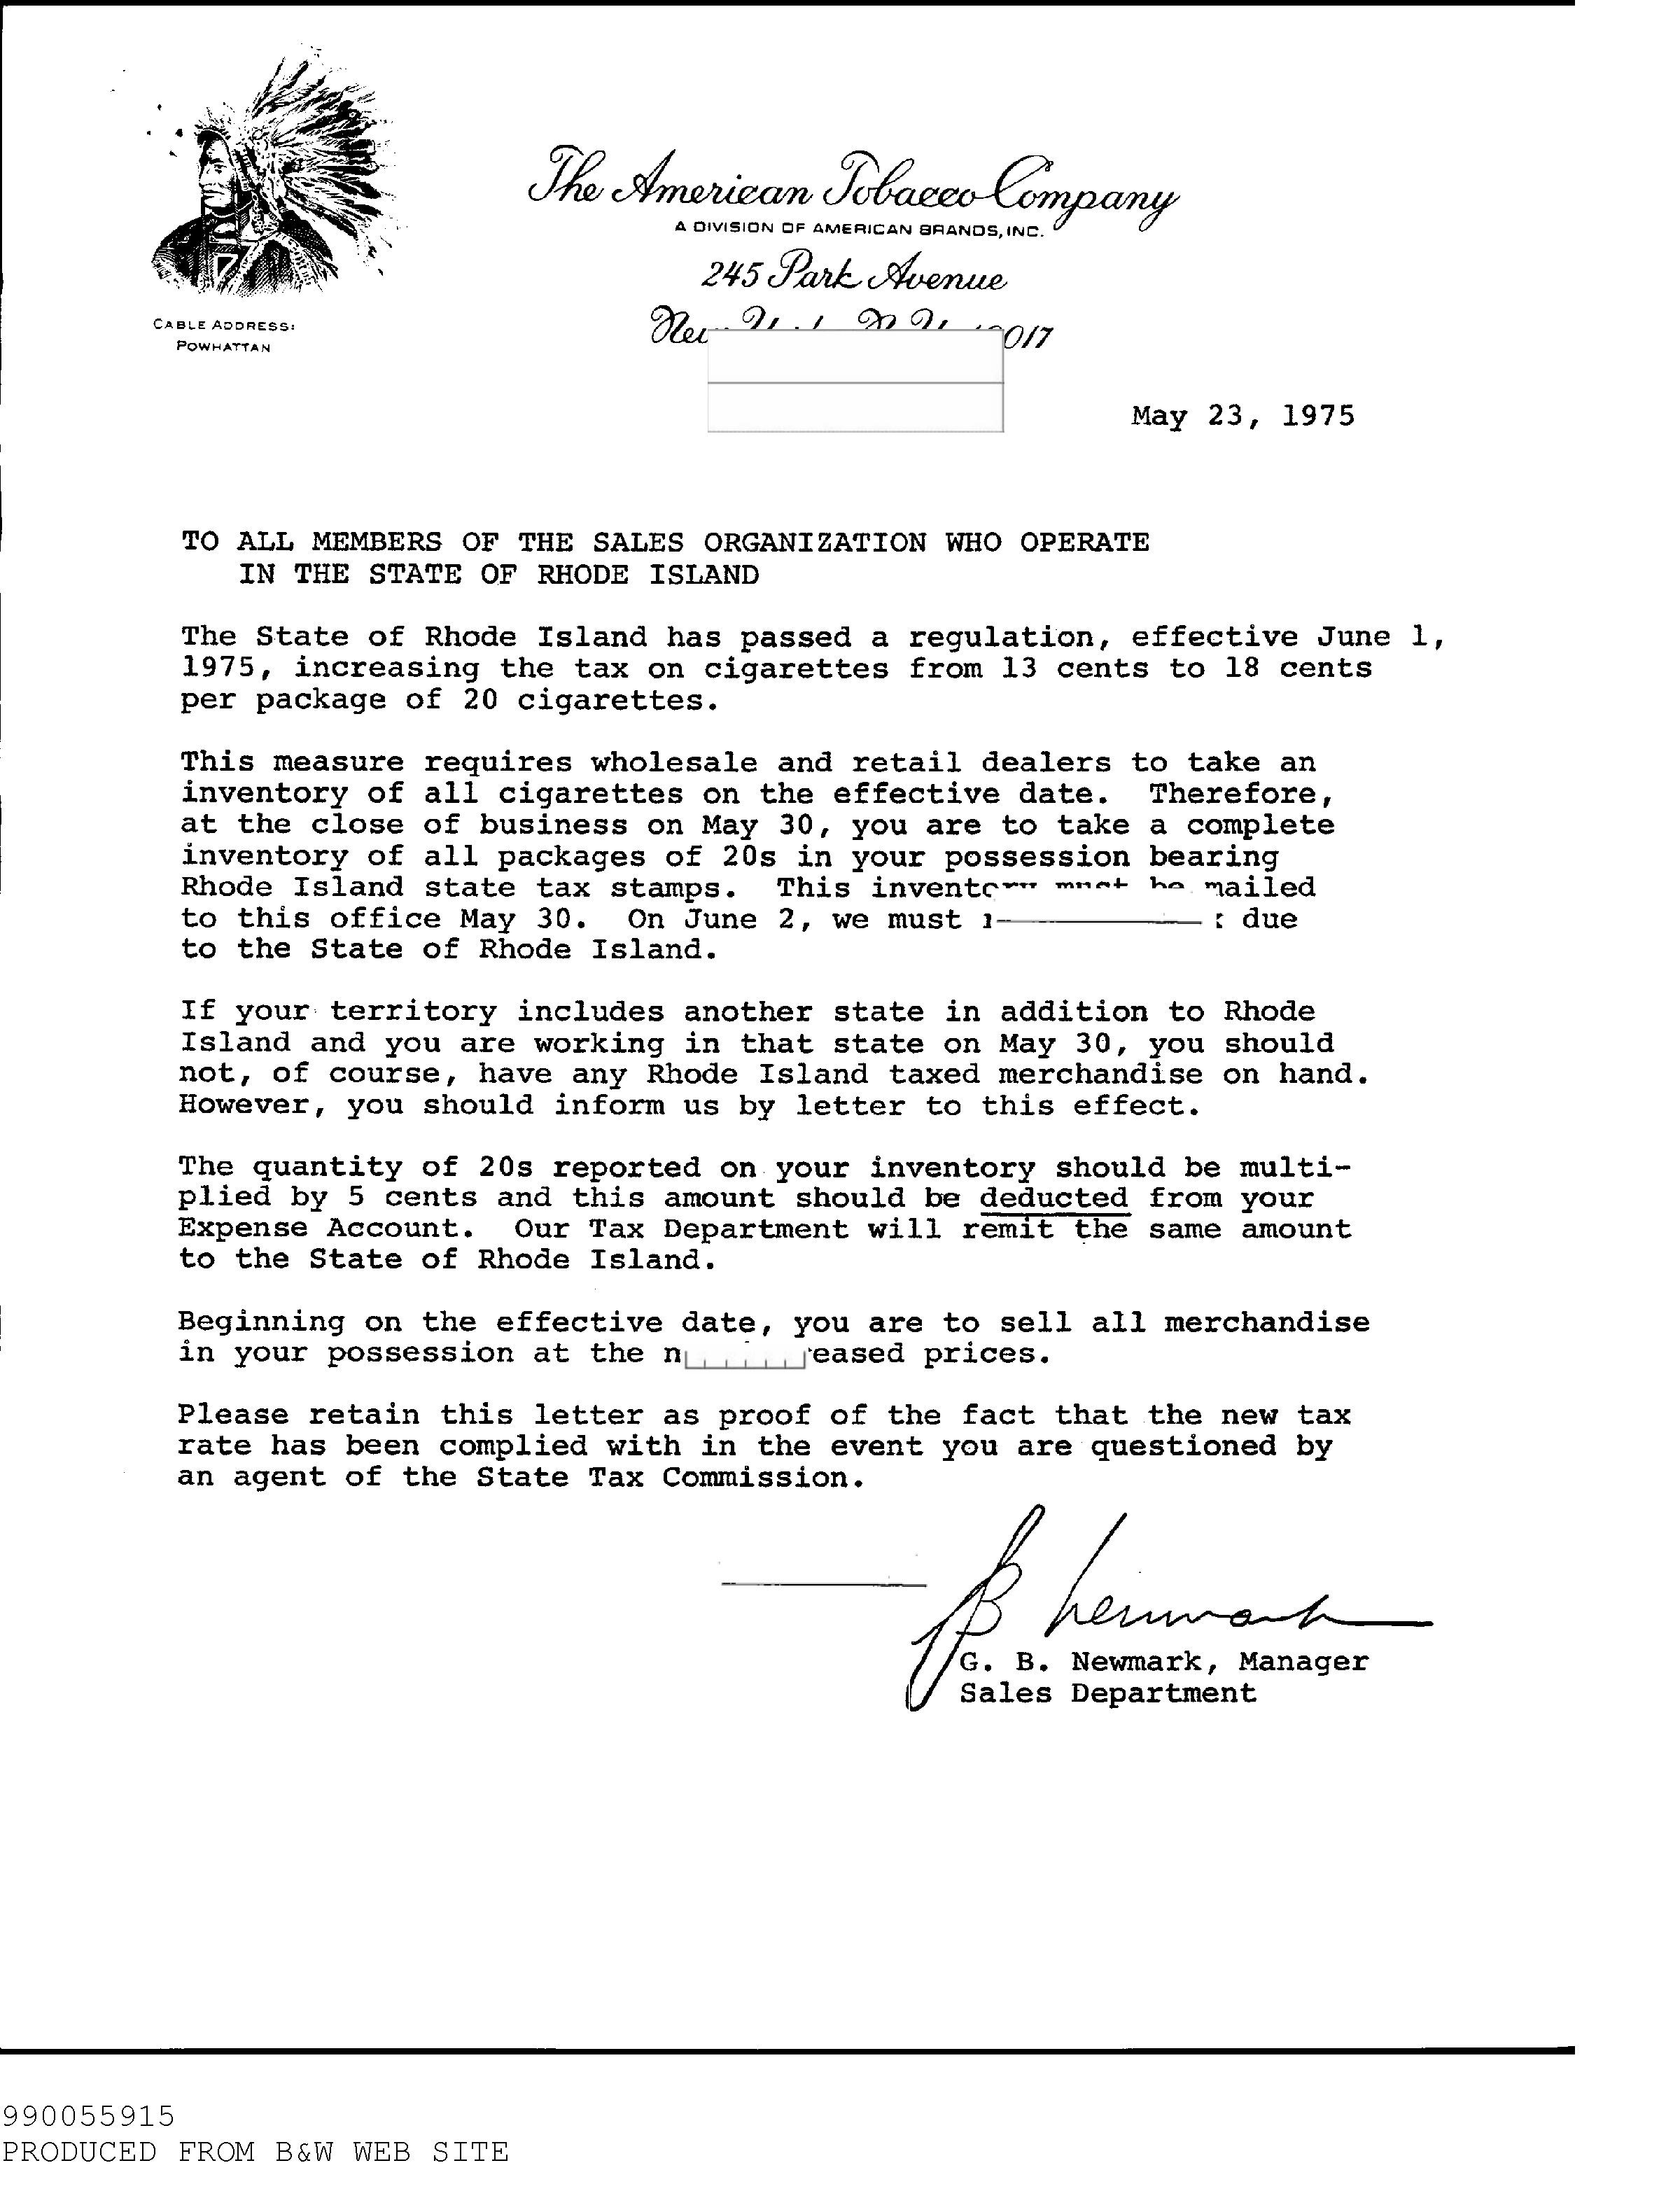 The American Tobacco Company
A DIVISION OF AMERICAN BRANDS, INC.
245 Park Avenue
CABLE ADDRESS:
POWHATTAN
May 23, 1975
TO ALL MEMBERS OF THE SALES ORGANIZATION WHO OPERATE
IN THE STATE OF RHODE ISLAND
The State of Rhode Island has passed a regulation, effective June 1,
1975, increasing the tax on cigarettes from 13 cents to 18 cents
per package of 20 cigarettes.
This measure requires wholesale and retail dealers to take an
inventory of all cigarettes on the effective date. Therefore,
at the close of business on May 30, you are to take a complete
inventory of all packages of 20s in your possession bearing
Rhode Island state tax stamps. This inventory must be mailed
to this office May 30. On June 2, we must due
to the State of Rhode Island.
If your territory includes another state in addition to Rhode
Island and you are working in that state on May 30, you should
not, of course, have any Rhode Island taxed merchandise on hand.
However, you should inform us by letter to this effect.
The quantity of 20s reported on your inventory should be multi-
plied by 5 cents and this amount should be deducted from your
Expense Account. Our Tax Department will remit the same amount
to the State of Rhode Island.
Beginning on the effective date, you are to sell all merchandise
in your possession at the prices.
Please retain this letter as proof of the fact that the new tax
rate has been complied with in the event you are questioned by
an agent of the State Tax Commission.
G. B. Newmark, Manager
Sales Department
990055915
PRODUCED FROM B&W WEB SITE